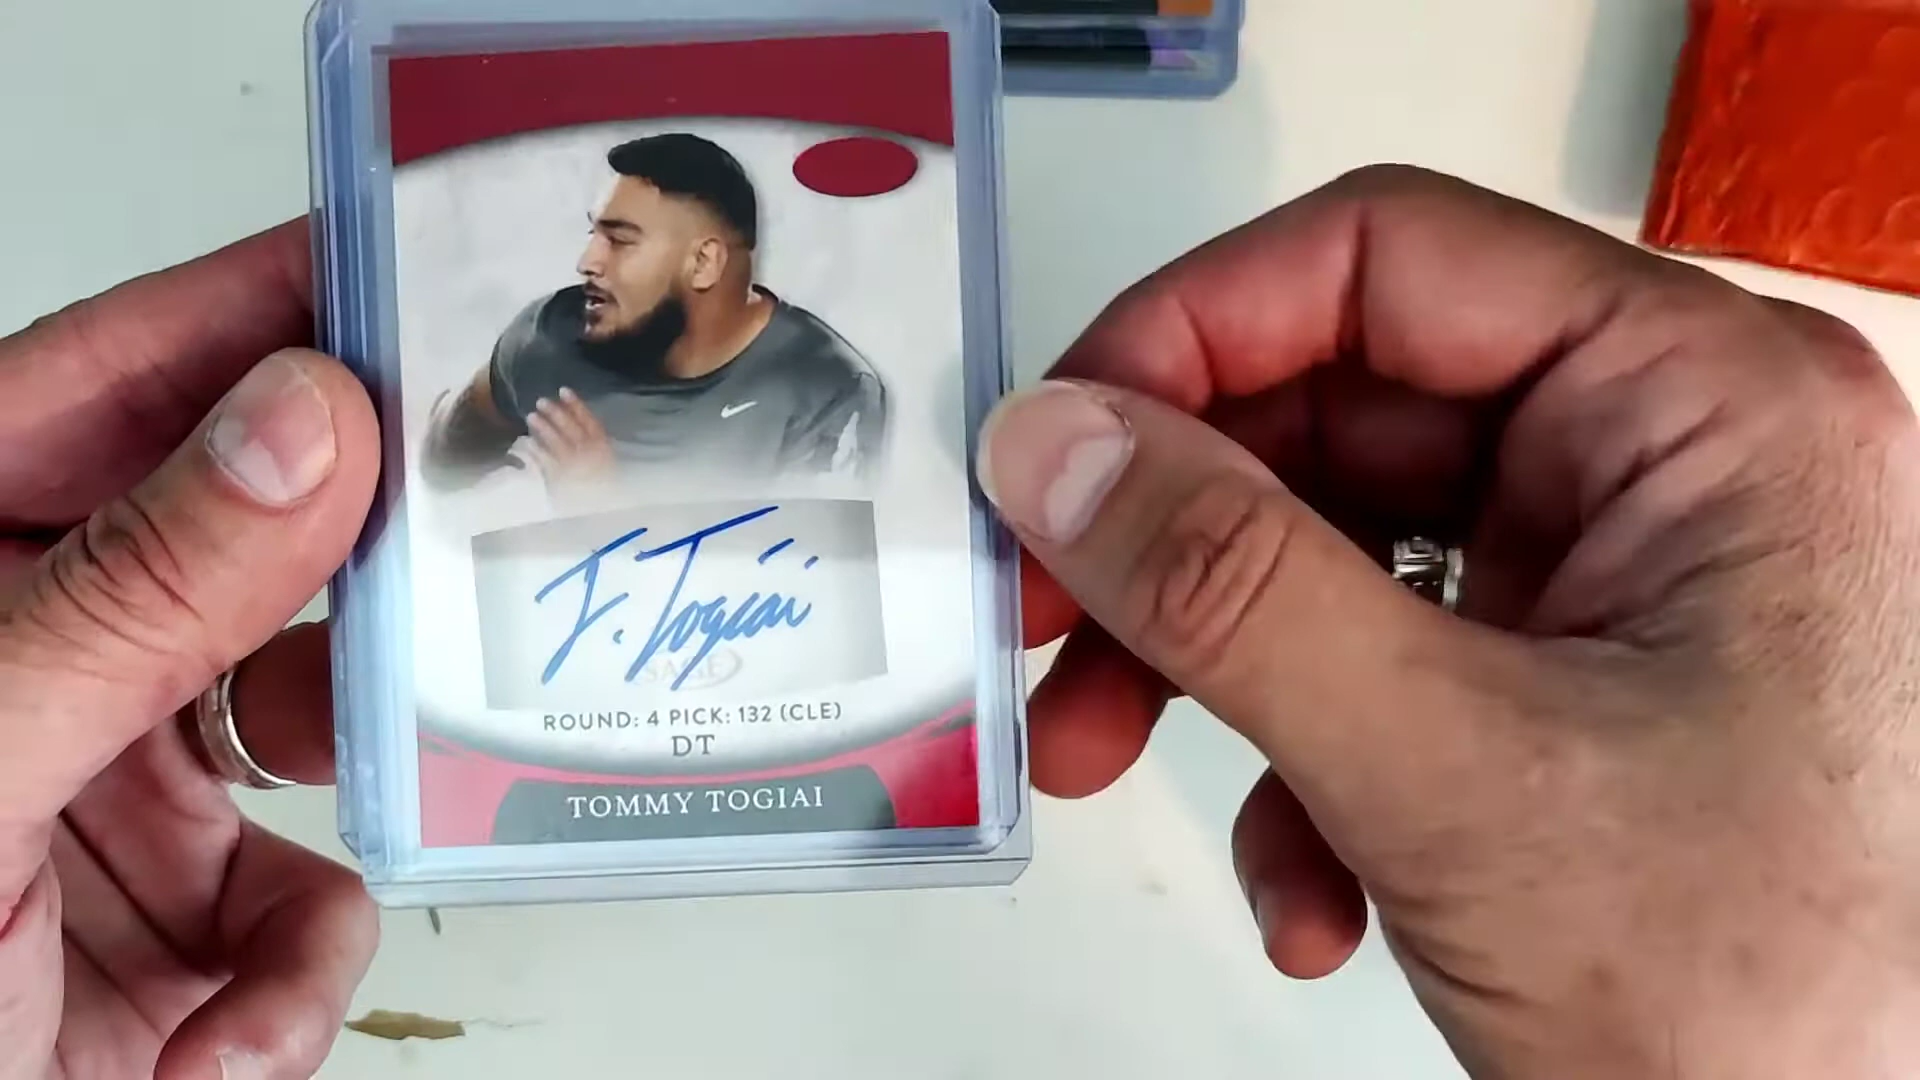 T. Togiai
SAGE
ROUND: 4 PICK: 132 (CLE)
DT
TOMMY TOGIAI